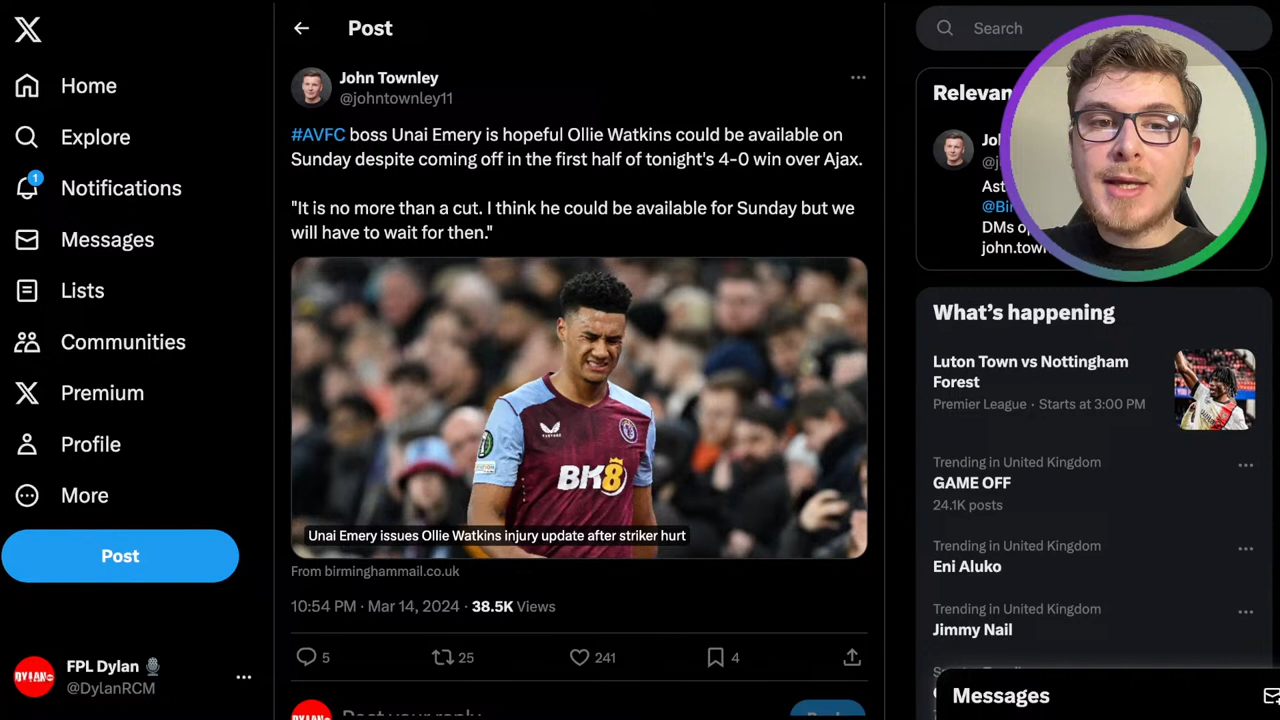 Home
Explore
1
Notifications
Messages
Lists
Communities
Premium
Profile
More
Post
FPL Dylan
@DylanRCM
Post
John Townley
@johntownley11
#AVFC boss Unai Emery is hopeful Ollie Watkins could be available on
Sunday despite coming off in the first half of tonight's 4-0 win over Ajax.
"It is no more than a cut. I think he could be available for Sunday but we
will have to wait for then."
BK8
Unai Emery issues Ollie Watkins injury update after striker hurt
From birminghammail.co.uk
10:54 PM · Mar 14, 2024 · 38.5K Views
5
25
241
4
Post your reply
Search
What's happening
Luton Town vs Nottingham
Forest
Premier League · Starts at 3:00 PM
Trending in United Kingdom
GAME OFF
24.1K posts
Trending in United Kingdom
Eni Aluko
Trending in United Kingdom
Jimmy Nail
Messages